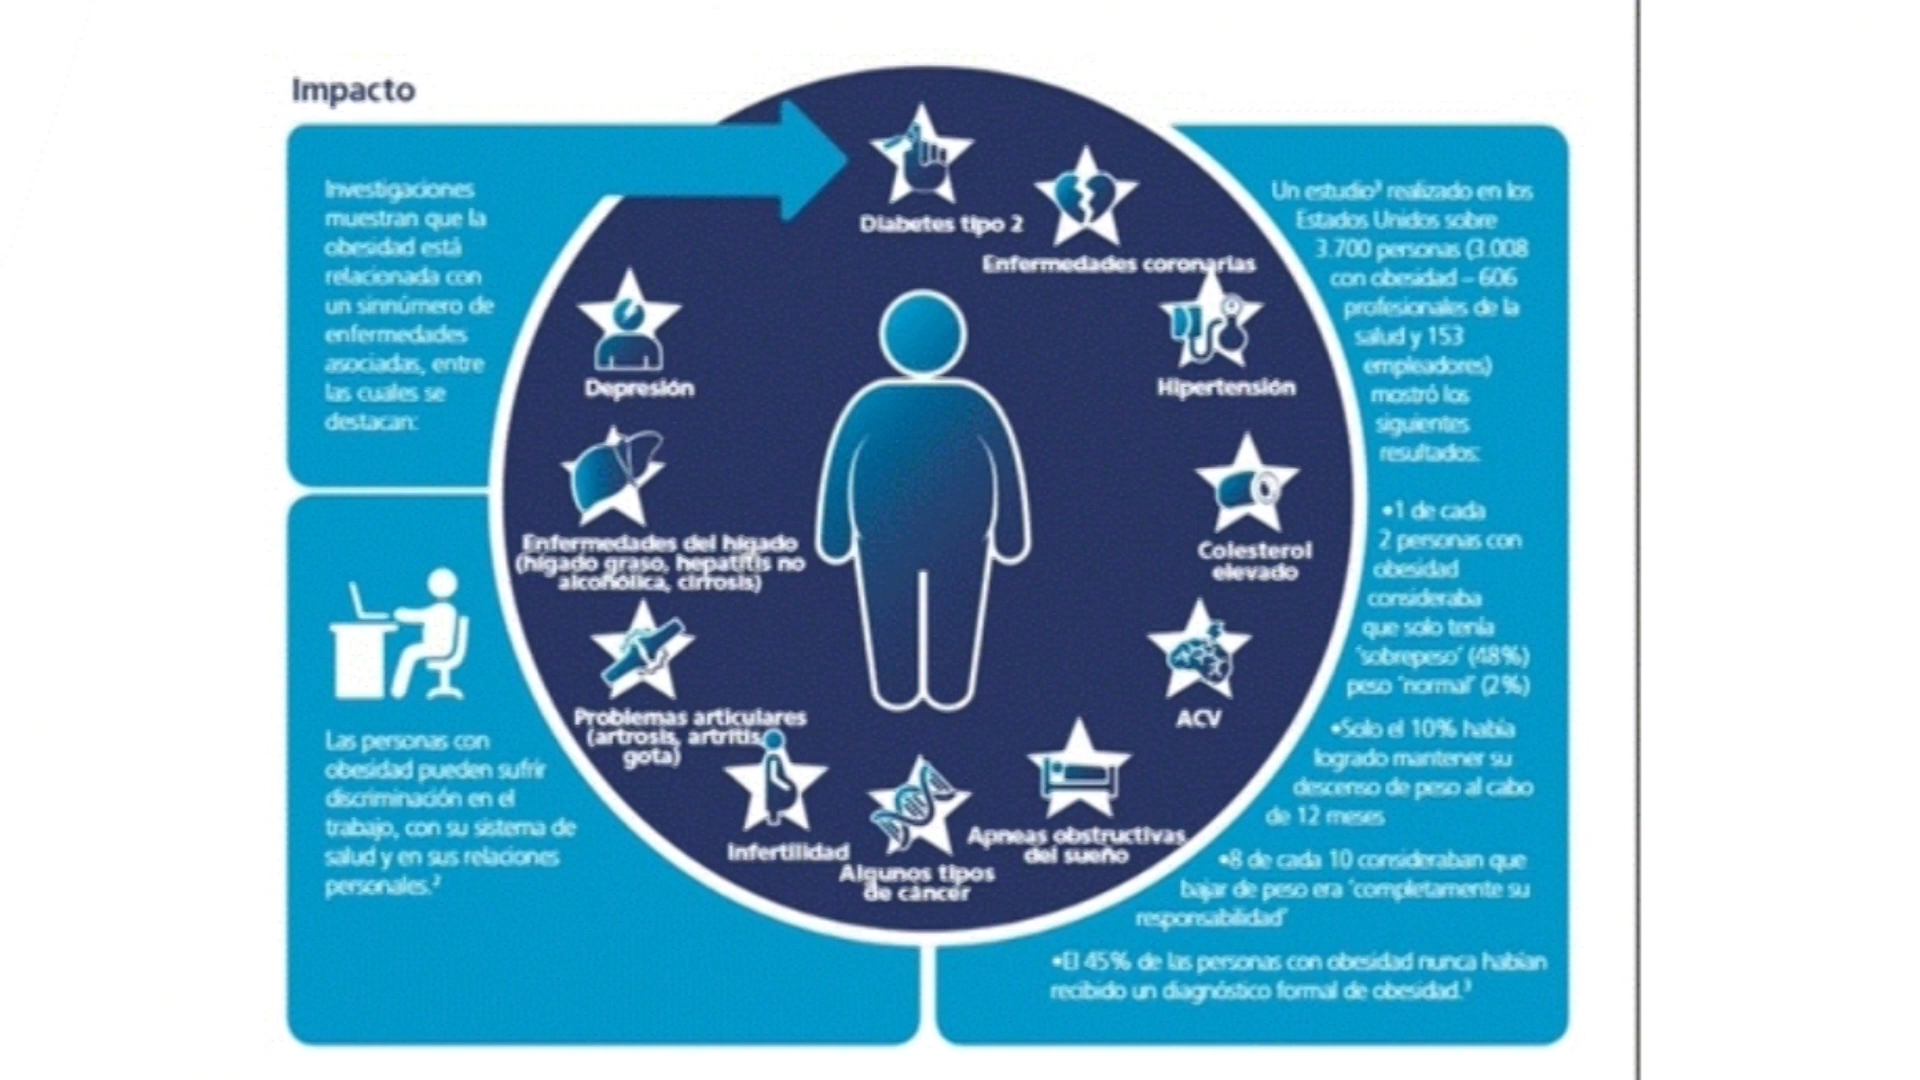 Impacto
Investigaciones
muestran que la
obesidad está
relacionada con
un sinnúmero de
enfermedades
asociadas, entre
las cuales se
destacan:
Diabetes tipo 2
Enfermedades coronarias
Hipertensión
Colesterol
elevado
ACV
Apneas obstructivas
del sueño
Algunos tipos
de cáncer
Infertilidad
Problemas articulares
(artrosis, artritis,
gota)
Enfermedades del hígado
(hígado graso, hepatitis no
alcohólica, cirrosis)
Depresión
Las personas con
obesidad pueden sufrir
discriminación en el
trabajo, con su sistema de
salud y en sus relaciones
personales.²
Un estudio³ realizado en los
Estados Unidos sobre
3.700 personas (3.008
con obesidad – 606
profesionales de la
salud y 153
empleadores)
mostró los
siguientes
resultados:
•1 de cada
2 personas con
obesidad
consideraba
que solo tenía
"sobrepeso" (48%)
peso "normal" (2%)
•Solo el 10% había
logrado mantener su
descenso de peso al cabo
de 12 meses
•8 de cada 10 consideraban que
bajar de peso era "completamente su
responsabilidad"
•El 45% de las personas con obesidad nunca habían
recibido un diagnóstico formal de obesidad.³